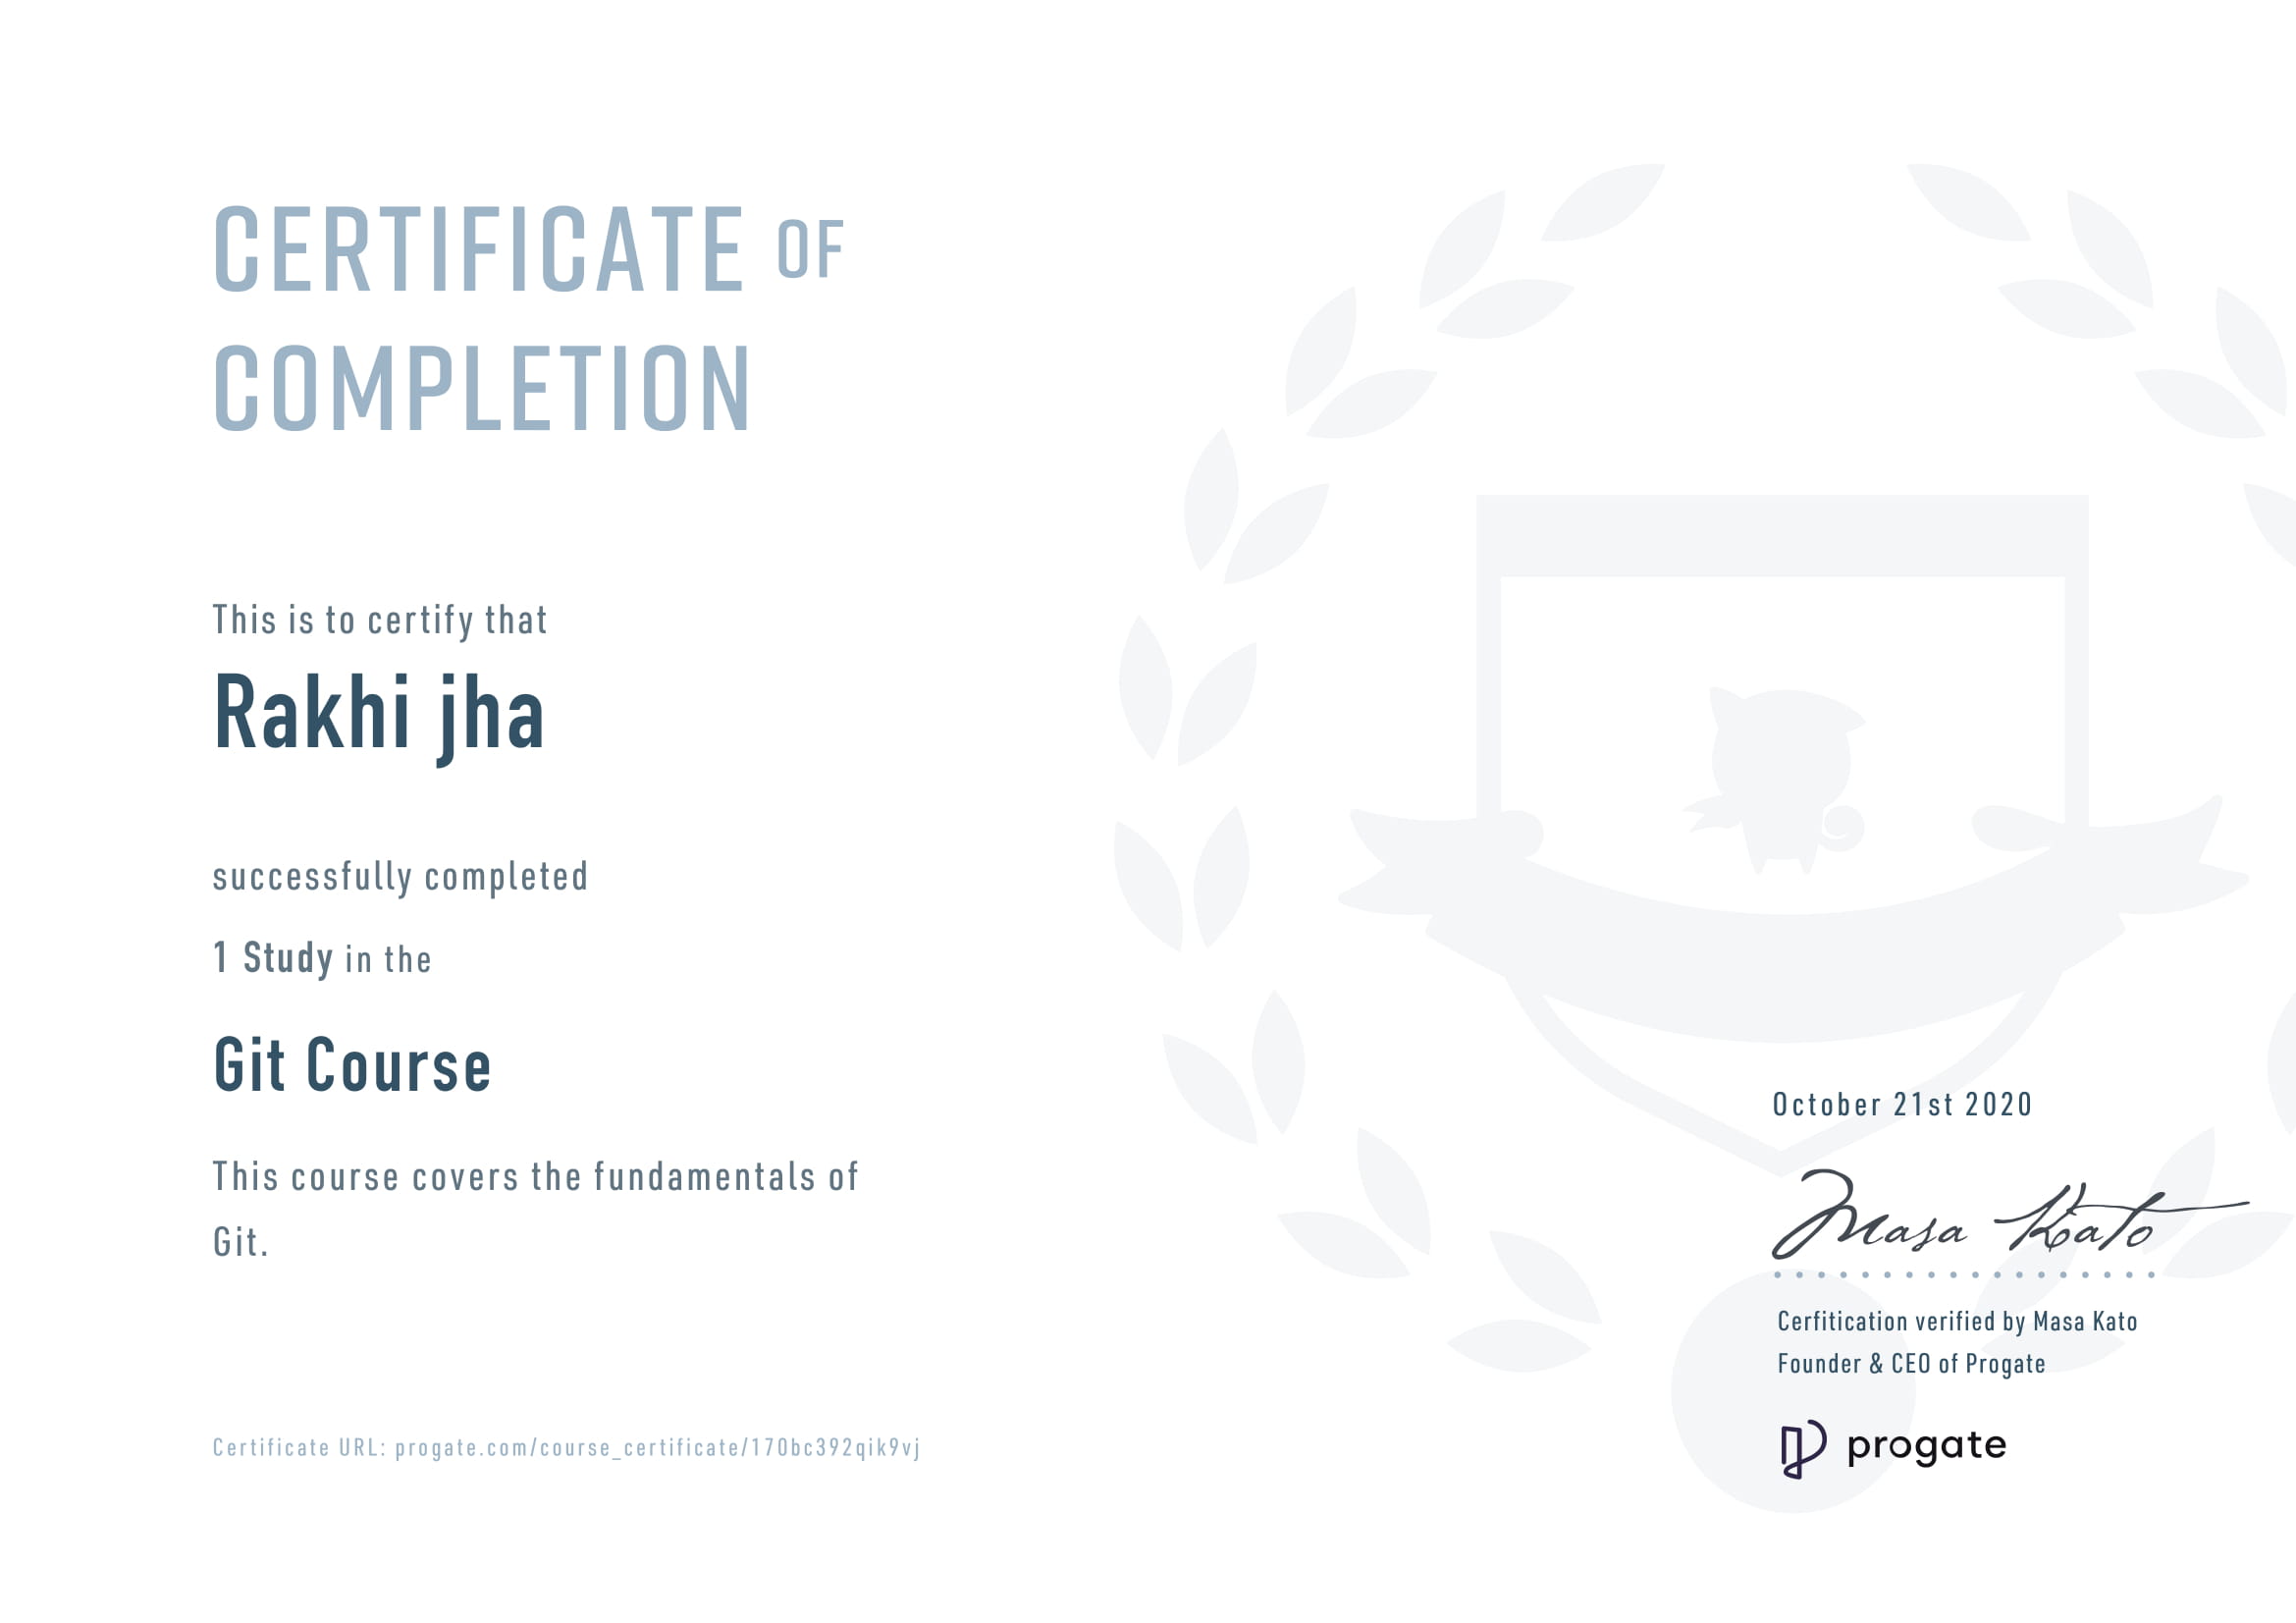 CERTIFICATE OF
COMPLETION
This is to certify that
Rakhi jha
successfully completed
1 Study in the
Git Course
This course covers the fundamentals of
Git.
October 21st 2020
Masa Kato
Cerfitication verified by Masa Kato
Founder & CEO of Progate
progate
Certificate URL: progate.com/course_certificate/170bc392qik9vj